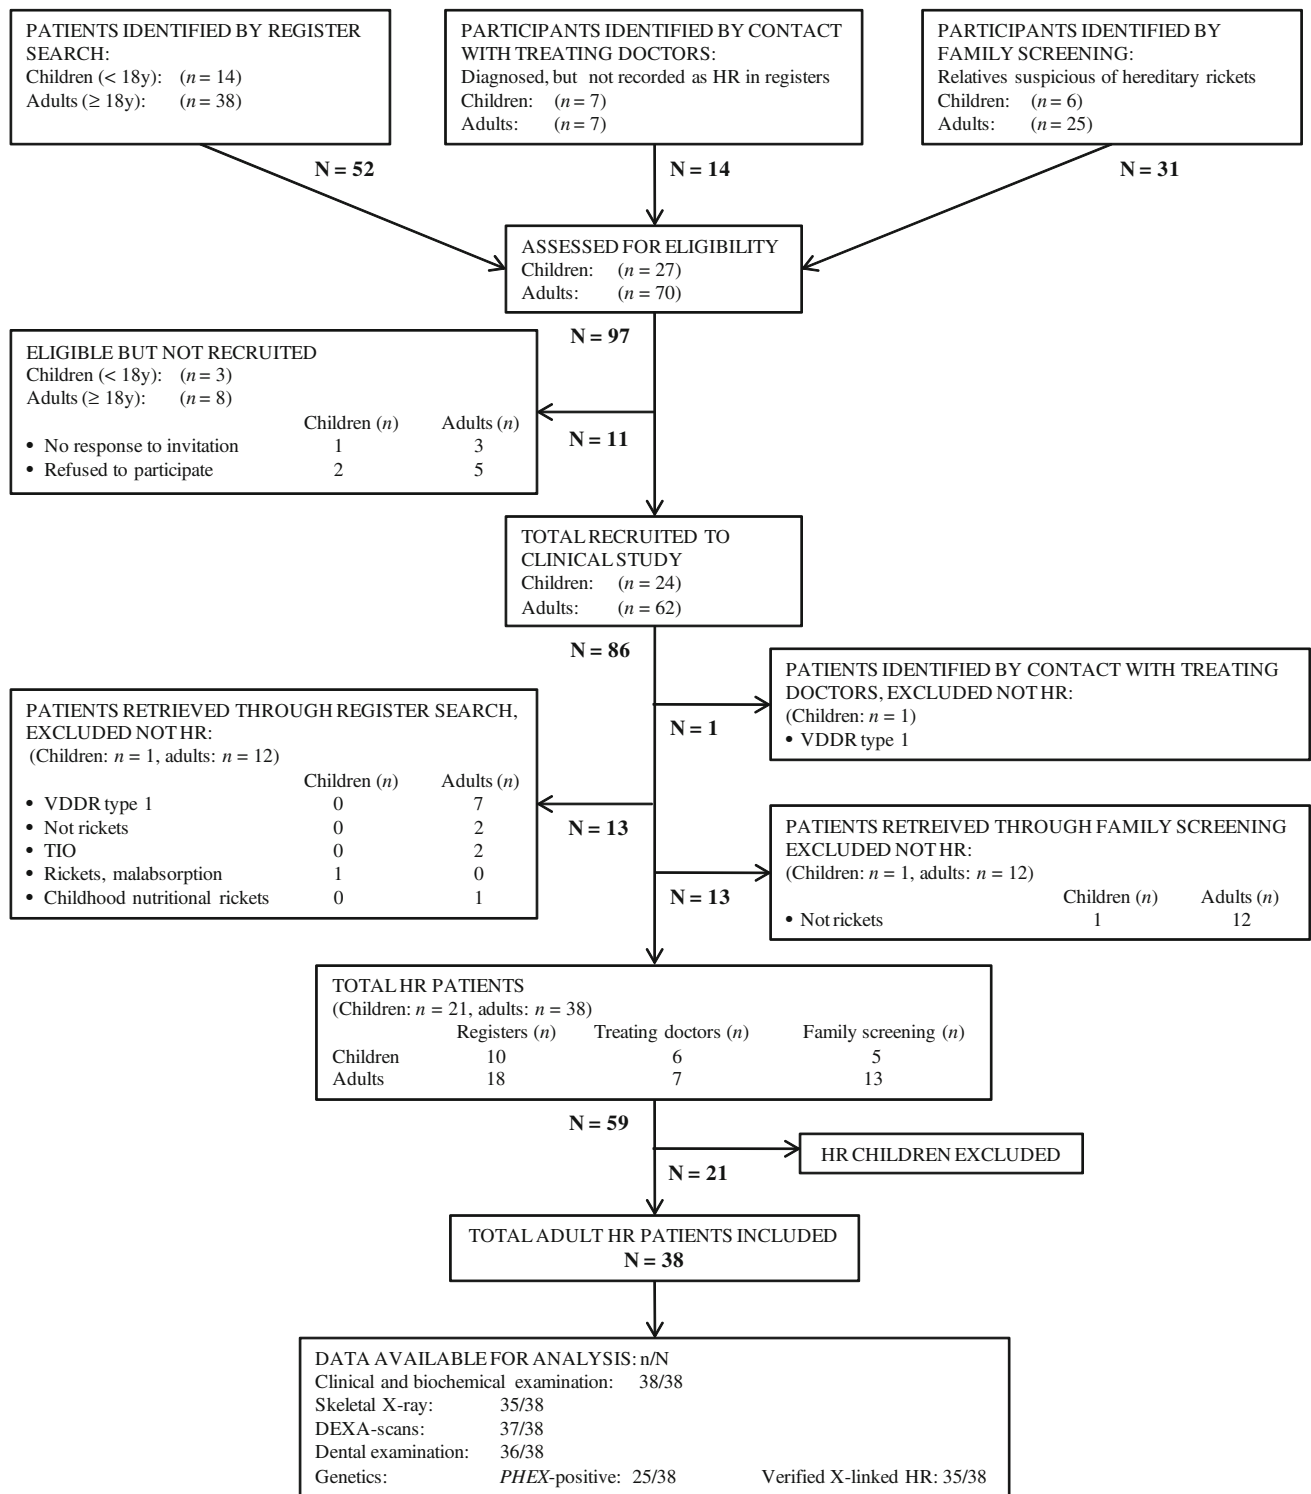 PATIENTS IDENTIFIED BY REGISTER
SEARCH:
Children (< 18y): (n = 14)
Adults (≥ 18y): (n = 38)
PARTICIPANTS IDENTIFIED BY CONTACT
WITH TREATING DOCTORS:
Diagnosed, but not recorded as HR in registers
Children: (n = 7)
Adults: (n = 7)
PARTICIPANTS IDENTIFIED BY
FAMILY SCREENING:
Relatives suspicious of hereditary rickets
Children: (n = 6)
Adults: (n = 25)
N = 52
N = 14
N = 31
ASSESSED FOR ELIGIBILITY
Children: (n = 27)
Adults: (n = 70)
N = 97
ELIGIBLE BUT NOT RECRUITED
Children (< 18y): (n = 3)
Adults (≥ 18y): (n = 8)
Children (n) Adults (n)
• No response to invitation 1 3
• Refused to participate 2 5
N = 11
TOTAL RECRUITED TO
CLINICAL STUDY
Children: (n = 24)
Adults: (n = 62)
N = 86
PATIENTS IDENTIFIED BY CONTACT WITH TREATING
DOCTORS, EXCLUDED NOT HR:
(Children: n = 1)
• VDDR type 1
N = 1
PATIENTS RETRIEVED THROUGH REGISTER SEARCH,
EXCLUDED NOT HR:
(Children: n = 1, adults: n = 12)
Children (n) Adults (n)
• VDDR type 1 0 7
• Not rickets 0 2
• TIO 0 2
• Rickets, malabsorption 1 0
• Childhood nutritional rickets 0 1
N = 13
PATIENTS RETREIVED THROUGH FAMILY SCREENING
EXCLUDED NOT HR:
(Children: n = 1, adults: n = 12)
Children (n) Adults (n)
• Not rickets 1 12
N = 13
TOTAL HR PATIENTS
(Children: n = 21, adults: n = 38)
Registers (n) Treating doctors (n) Family screening (n)
Children 10 6 5
Adults 18 7 13
N = 59
HR CHILDREN EXCLUDED
N = 21
TOTAL ADULT HR PATIENTS INCLUDED
N = 38
DATA AVAILABLE FOR ANALYSIS: n/N
Clinical and biochemical examination: 38/38
Skeletal X-ray: 35/38
DEXA-scans: 37/38
Dental examination: 36/38
Genetics: PHEX-positive: 25/38 Verified X-linked HR: 35/38